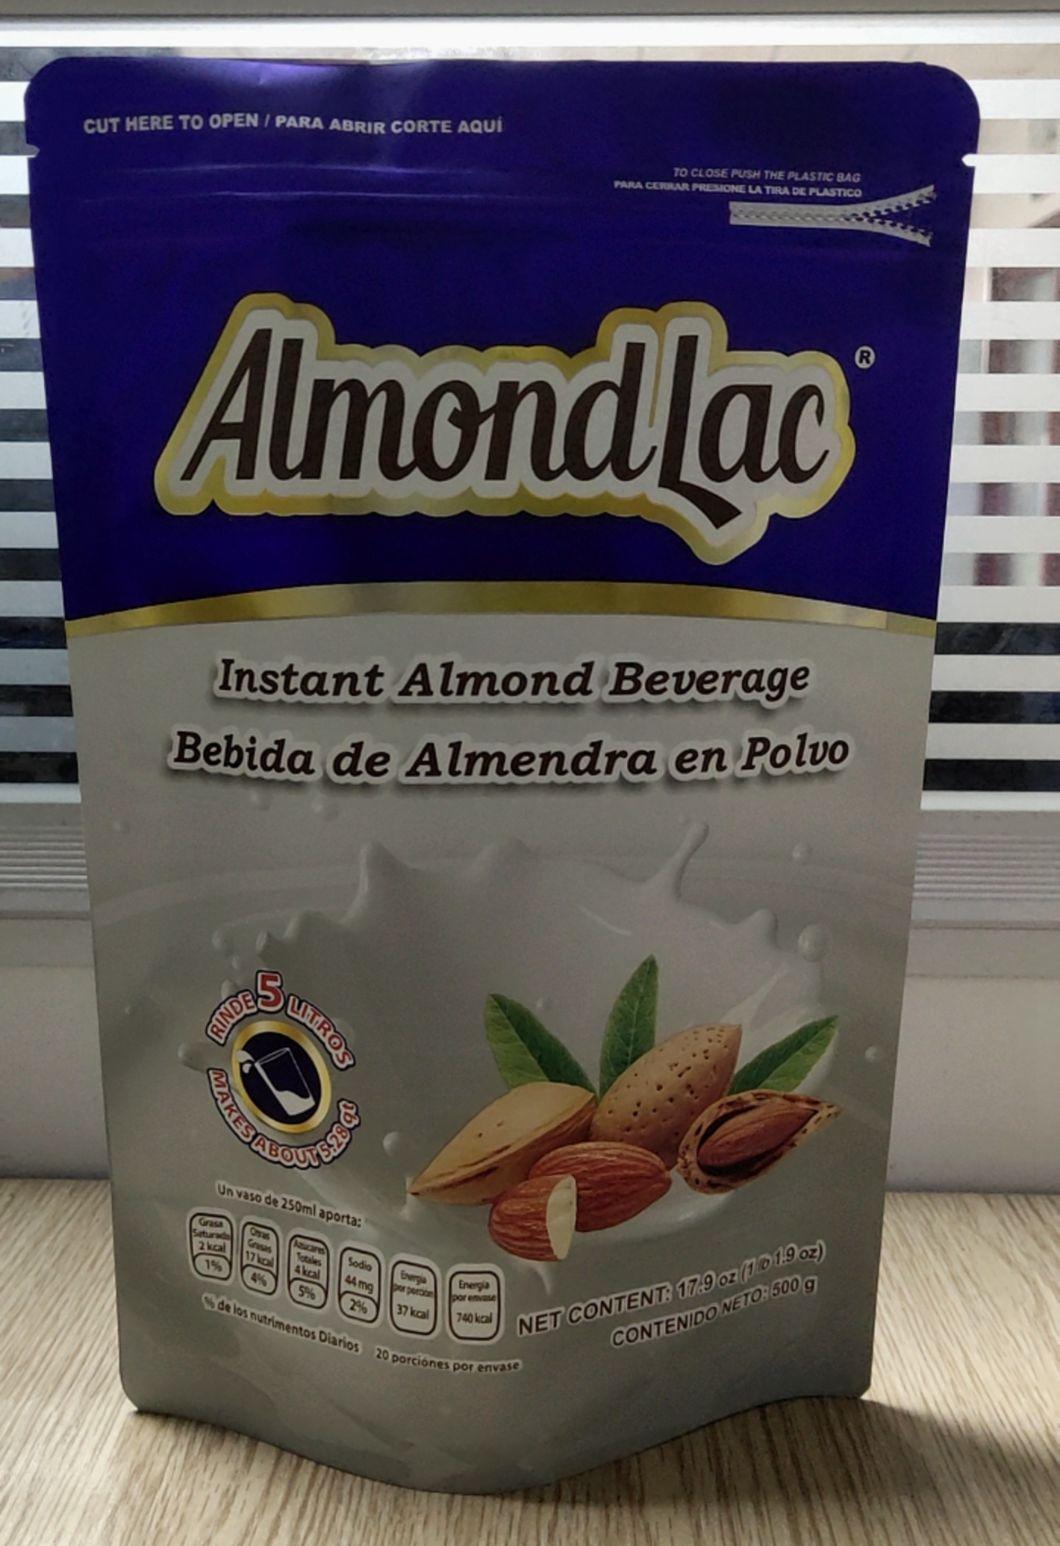 CUT HERE TO OPEN / PARA ABRIR CORTE AQUÍ
TO CLOSE PUSH THE PLASTIC BAG
PARA CERRAR PRESIONE LA TIRA DE PLASTICO
AlmondLac®
Instant Almond Beverage
Bebida de Almendra en Polvo
RINDE 5 LITROS
MAKES ABOUT 5.28 qt
Un vaso de 250ml aporta:
Grasa
Saturada
2 kcal
1%
Otras
Grasas
17 kcal
4%
Azucares
Totales
4 kcal
5%
Sodio
44 mg
2%
Energía
por porcion
37 kcal
Energía
por envase
740 kcal
% de los nutrimentos Diarios
20 porciónes por envase
NET CONTENT: 17.9 oz (1 lb 1.9 oz)
CONTENIDO NETO: 500 g